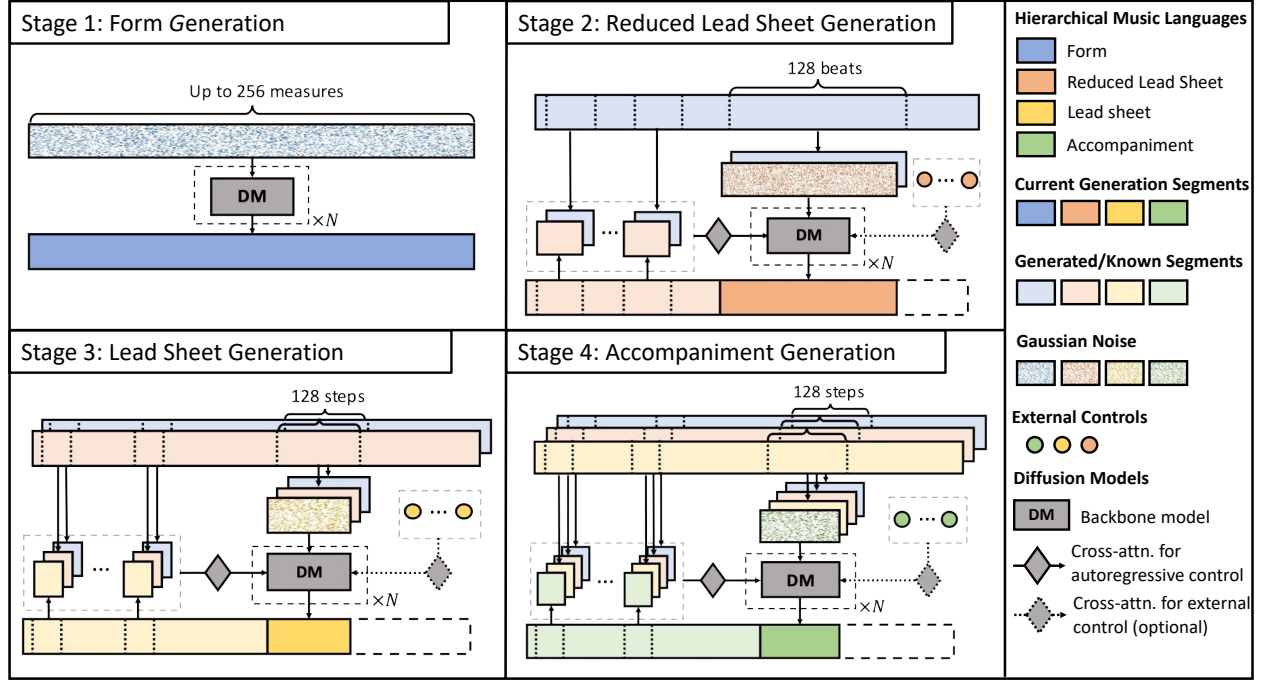 Stage 1: Form Generation
Up to 256 measures
DM
×N
Stage 2: Reduced Lead Sheet Generation
128 beats
...
...
DM
×N
Stage 3: Lead Sheet Generation
128 steps
...
...
DM
×N
Stage 4: Accompaniment Generation
128 steps
...
...
DM
×N
Hierarchical Music Languages
Form
Reduced Lead Sheet
Lead sheet
Accompaniment
Current Generation Segments
Generated/Known Segments
Gaussian Noise
External Controls
Diffusion Models
DM Backbone model
Cross-attn. for
autoregressive control
Cross-attn. for external
control (optional)